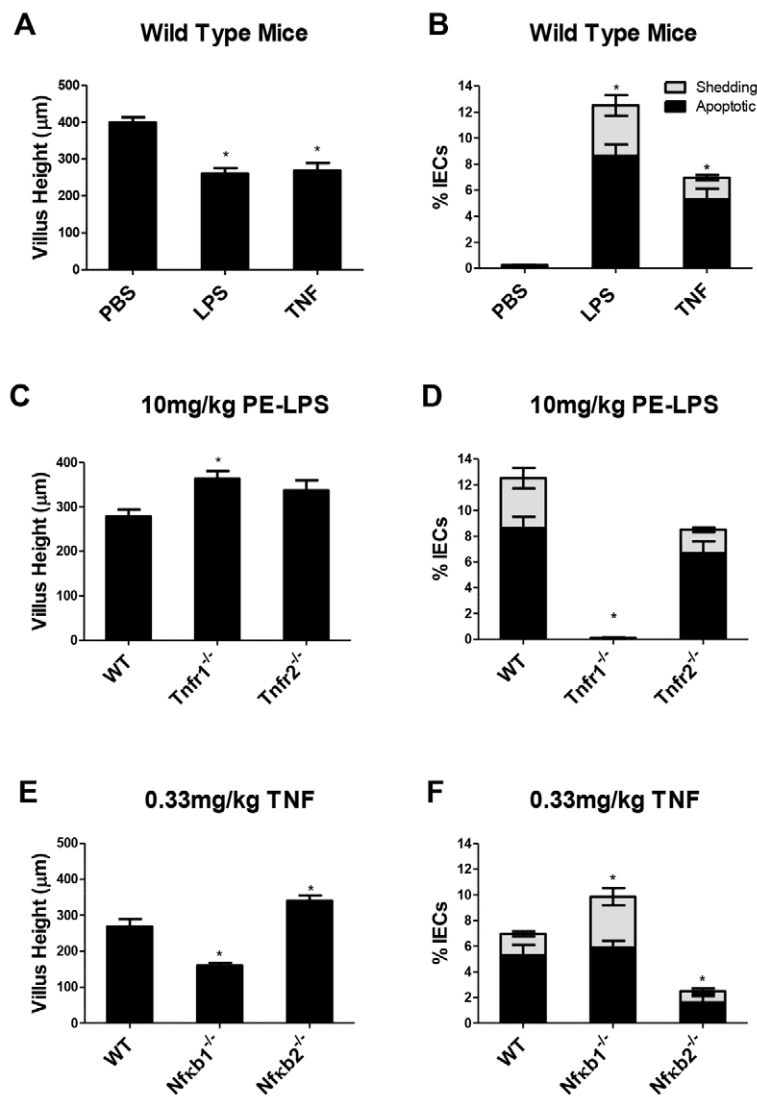 A
Wild Type Mice
Villus Height (μm)
500
400
300
200
100
0
*
*
PBS
LPS
TNF
B
Wild Type Mice
% IECs
14
12
10
8
6
4
2
0
*
*
Shedding
Apoptotic
PBS
LPS
TNF
C
10mg/kg PE-LPS
Villus Height (μm)
400
300
200
100
0
*
WT
Tnfr1-/-
Tnfr2-/-
D
10mg/kg PE-LPS
% IECs
14
12
10
8
6
4
2
0
*
WT
Tnfr1-/-
Tnfr2-/-
E
0.33mg/kg TNF
Villus Height (μm)
500
400
300
200
100
0
*
*
WT
Nfκb1-/-
Nfκb2-/-
F
0.33mg/kg TNF
% IECs
14
12
10
8
6
4
2
0
*
*
WT
Nfκb1-/-
Nfκb2-/-